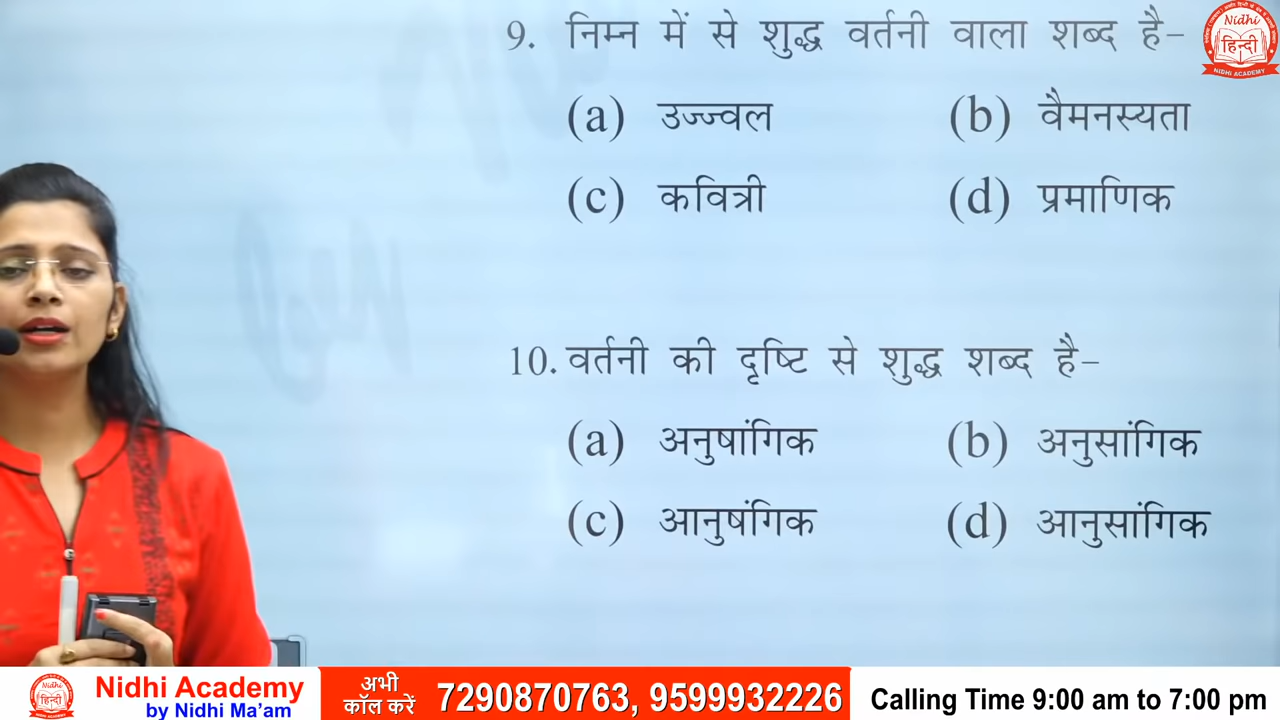 9. निम्न में से शुद्ध वर्तनी वाला शब्द है-
(a) उज्ज्वल (b) वैमनस्यता
(c) कवित्री (d) प्रमाणिक
10. वर्तनी की दृष्टि से शुद्ध शब्द है-
(a) अनुषांगिक (b) अनुसांगिक
(c) आनुषंगिक (d) आनुसांगिक
Nidhi
हिन्दी
NIDHI ACADEMY
Nidhi
हिन्दी
Nidhi Academy
by Nidhi Ma'am
अभी
कॉल करें
7290870763, 9599932226
Calling Time 9:00 am to 7:00 pm